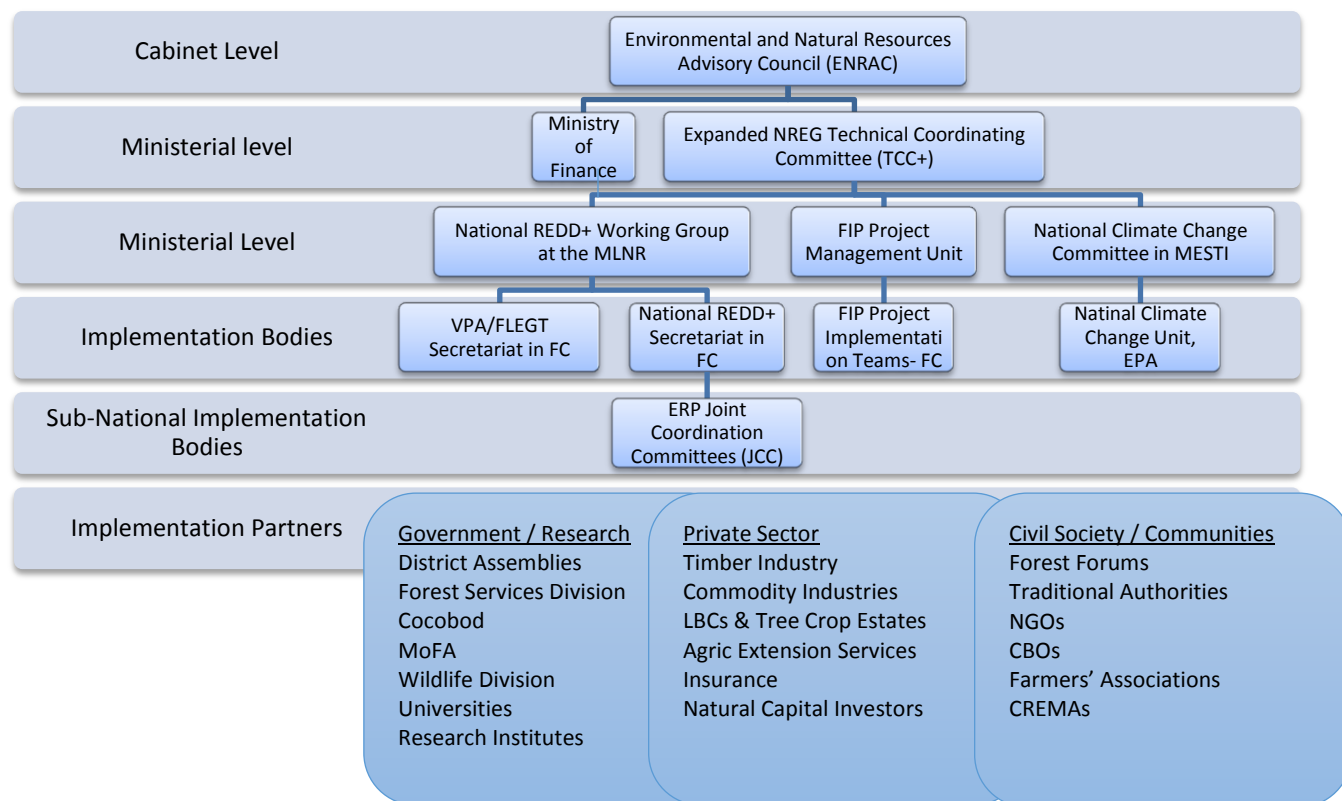 Cabinet Level
Environmental and Natural Resources
Advisory Council (ENRAC)
Ministerial level
Ministry
of
Finance
Expanded NREG Technical Coordinating
Committee (TCC+)
Ministerial Level
National REDD+ Working Group
at the MLNR
FIP Project
Management Unit
National Climate Change
Committee in MESTI
Implementation Bodies
VPA/FLEGT
Secretariat in FC
National REDD+
Secretariat in
FC
FIP Project
Implementati
on Teams- FC
Natinal Climate
Change Unit,
EPA
Sub-National Implementation
Bodies
ERP Joint
Coordination
Committees (JCC)
Implementation Partners
Government / Research
District Assemblies
Forest Services Division
Cocobod
MoFA
Wildlife Division
Universities
Research Institutes
Private Sector
Timber Industry
Commodity Industries
LBCs & Tree Crop Estates
Agric Extension Services
Insurance
Natural Capital Investors
Civil Society / Communities
Forest Forums
Traditional Authorities
NGOs
CBOs
Farmers’ Associations
CREMAs